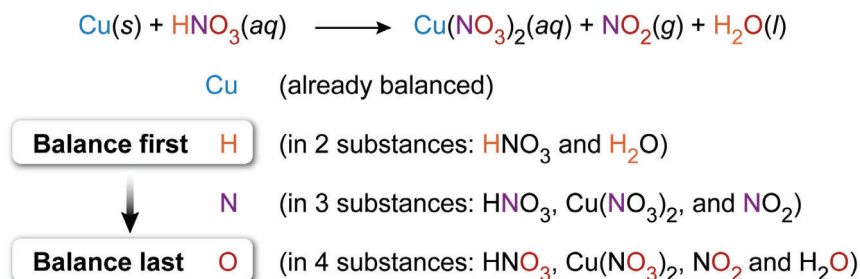 Cu(s) + HNO₃(aq) ⟶ Cu(NO₃)₂(aq) + NO₂(g) + H₂O(l)
Cu (already balanced)
Balance first H (in 2 substances: HNO₃ and H₂O)
N (in 3 substances: HNO₃, Cu(NO₃)₂, and NO₂)
Balance last O (in 4 substances: HNO₃, Cu(NO₃)₂, NO₂ and H₂O)